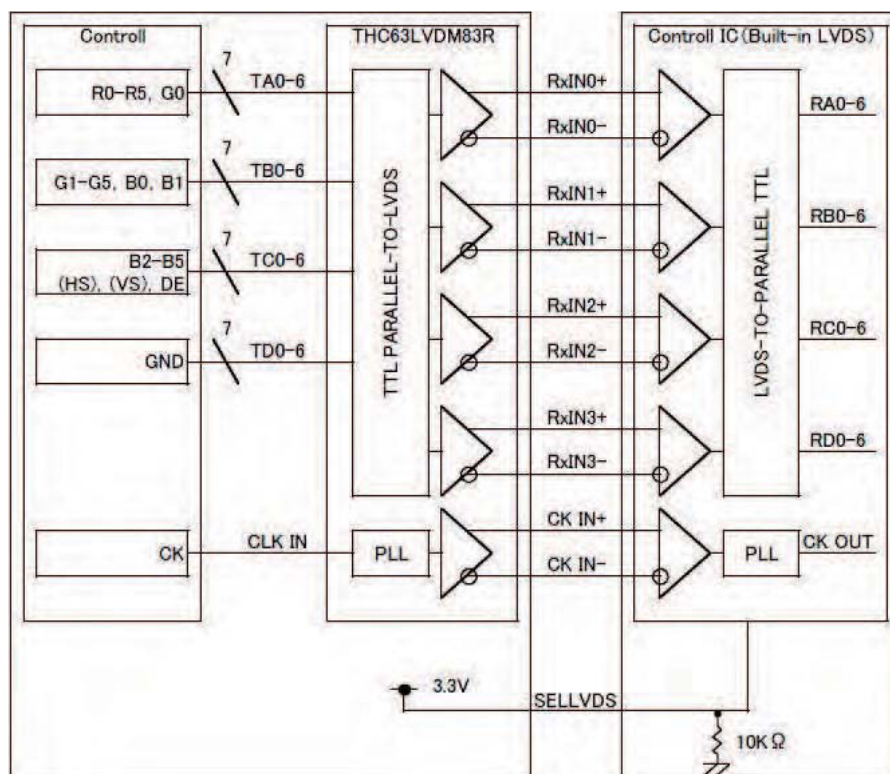 Controll
THC63LVDM83R
Controll IC(Built-in LVDS)
7
R0-R5, G0
TA0-6
RxIN0+
RxIN0-
RA0-6
7
G1-G5, B0, B1
TB0-6
RxIN1+
RxIN1-
RB0-6
7
B2-B5
(HS), (VS), DE
TC0-6
RxIN2+
RxIN2-
RC0-6
7
GND
TD0-6
RxIN3+
RxIN3-
RD0-6
TTL PARALLEL-TO-LVDS
LVDS-TO-PARALLEL TTL
CK
CLK IN
PLL
CK IN+
CK IN-
PLL
CK OUT
3.3V
SELLVDS
10KΩ